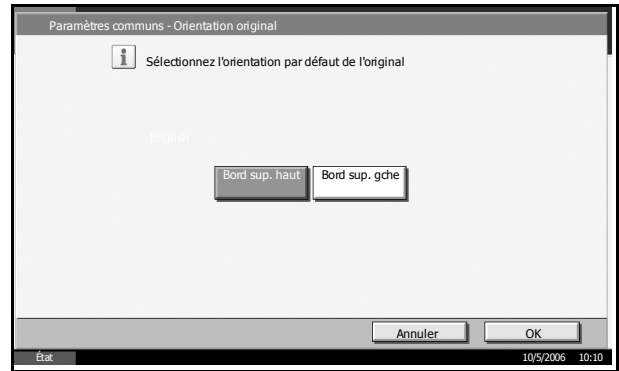 Paramètres communs - Orientation original
Sélectionnez l'orientation par défaut de l'original
English
Bord sup. haut
Bord sup. gche
Annuler
OK
État
10/5/2006 10:10